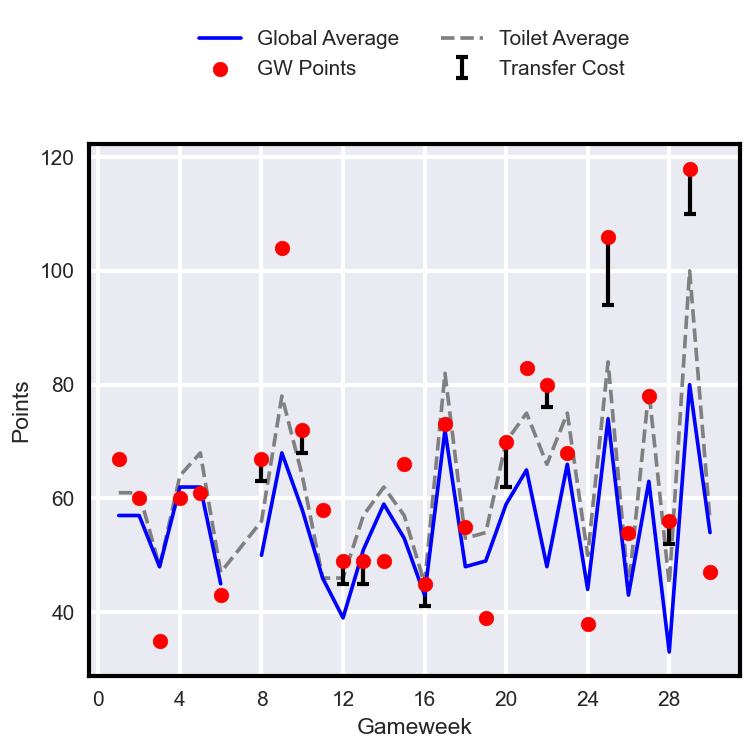 Global Average
Toilet Average
GW Points
Transfer Cost
120
100
80
60
40
Points
0 4 8 12 16 20 24 28
Gameweek